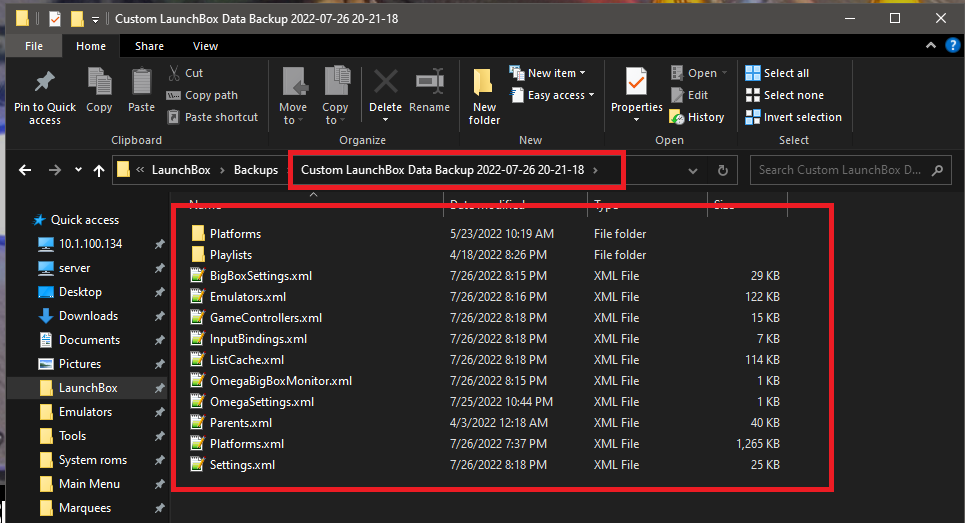 Custom LaunchBox Data Backup 2022-07-26 20-21-18
File Home Share View
Pin to Quick access
Copy
Paste
Cut
Copy path
Paste shortcut
Clipboard
Move to
Copy to
Delete
Rename
Organize
New folder
New item
Easy access
New
Properties
Open
Edit
History
Open
Select all
Select none
Invert selection
Select
« LaunchBox › Backups › Custom LaunchBox Data Backup 2022-07-26 20-21-18 ›
Search Custom LaunchBox D...
Name Date modified Type Size
Quick access
10.1.100.134
server
Desktop
Downloads
Documents
Pictures
LaunchBox
Emulators
Tools
System roms
Main Menu
Marquees
Platforms 5/23/2022 10:19 AM File folder
Playlists 4/18/2022 8:26 PM File folder
BigBoxSettings.xml 7/26/2022 8:15 PM XML File 29 KB
Emulators.xml 7/26/2022 8:16 PM XML File 122 KB
GameControllers.xml 7/26/2022 8:18 PM XML File 15 KB
InputBindings.xml 7/26/2022 8:18 PM XML File 7 KB
ListCache.xml 7/26/2022 8:18 PM XML File 114 KB
OmegaBigBoxMonitor.xml 7/26/2022 8:15 PM XML File 1 KB
OmegaSettings.xml 7/25/2022 10:44 PM XML File 1 KB
Parents.xml 4/3/2022 12:18 AM XML File 40 KB
Platforms.xml 7/26/2022 7:37 PM XML File 1,265 KB
Settings.xml 7/26/2022 8:18 PM XML File 25 KB